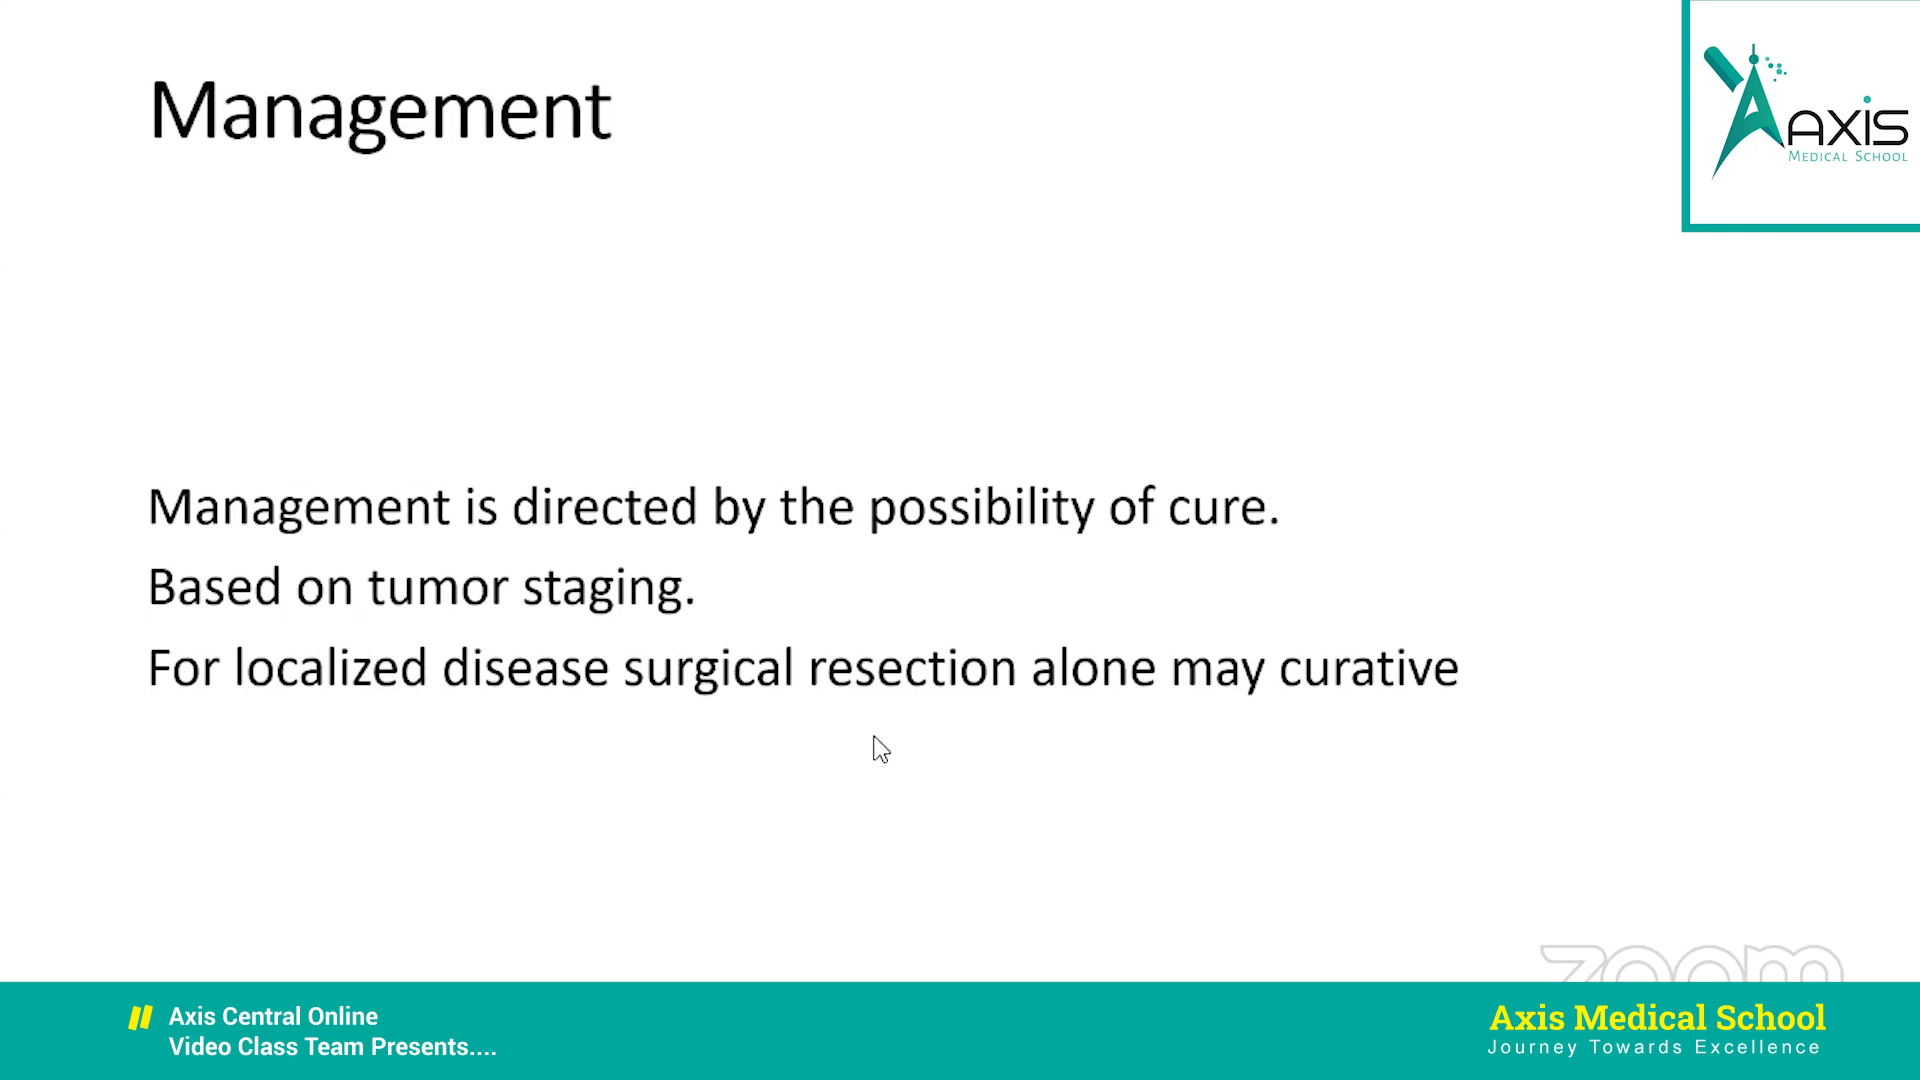 Management
AXIS
MEDICAL SCHOOL
Management is directed by the possibility of cure.
Based on tumor staging.
For localized disease surgical resection alone may curative
zoom
Axis Central Online
Video Class Team Presents....
Axis Medical School
Journey Towards Excellence